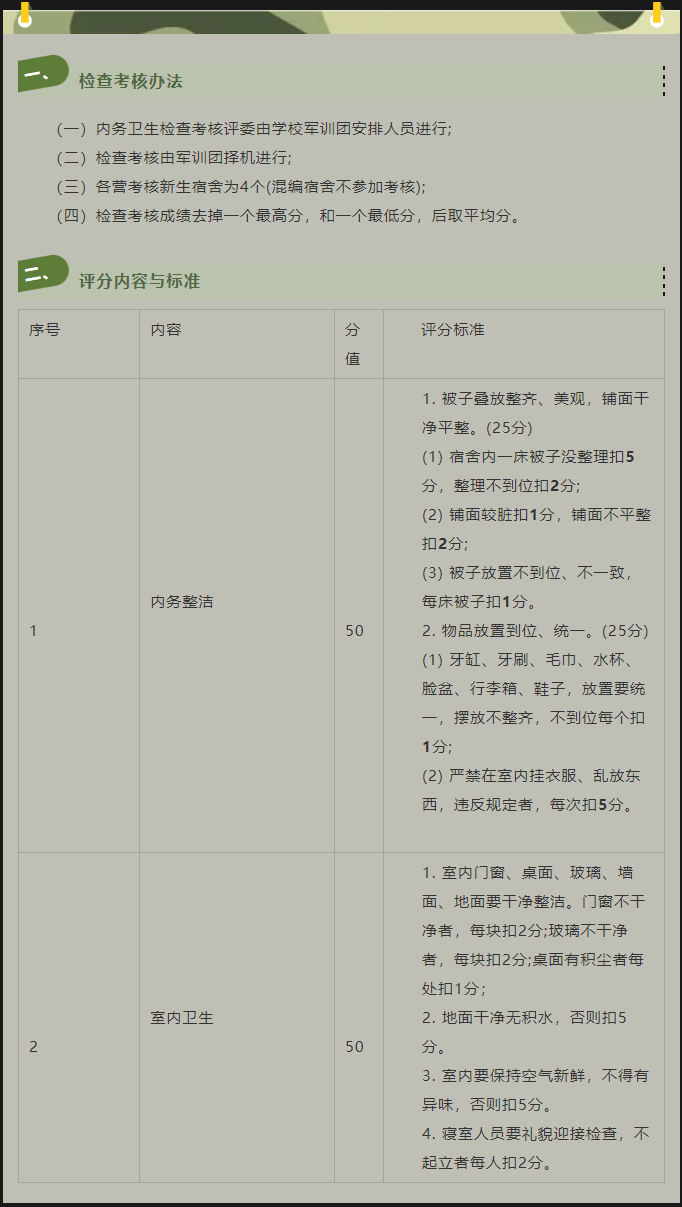 一、
检查考核办法
(一) 内务卫生检查考核评委由学校军训团安排人员进行;
(二) 检查考核由军训团择机进行;
(三) 各营考核新生宿舍为4个(混编宿舍不参加考核);
(四) 检查考核成绩去掉一个最高分，和一个最低分，后取平均分。
二、
评分内容与标准
序号
内容
分
值
评分标准
1
内务整洁
50
1. 被子叠放整齐、美观，铺面干
净平整。(25分)
(1) 宿舍内一床被子没整理扣5
分，整理不到位扣2分;
(2) 铺面较脏扣1分，铺面不平整
扣2分;
(3) 被子放置不到位、不一致，
每床被子扣1分。
2. 物品放置到位、统一。(25分)
(1) 牙缸、牙刷、毛巾、水杯、
脸盆、行李箱、鞋子，放置要统
一，摆放不整齐，不到位每个扣
1分;
(2) 严禁在室内挂衣服、乱放东
西，违反规定者，每次扣5分。
2
室内卫生
50
1. 室内门窗、桌面、玻璃、墙
面、地面要干净整洁。门窗不干
净者，每块扣2分;玻璃不干净
者，每块扣2分;桌面有积尘者每
处扣1分；
2. 地面干净无积水，否则扣5
分。
3. 室内要保持空气新鲜，不得有
异味，否则扣5分。
4. 寝室人员要礼貌迎接检查，不
起立者每人扣2分。